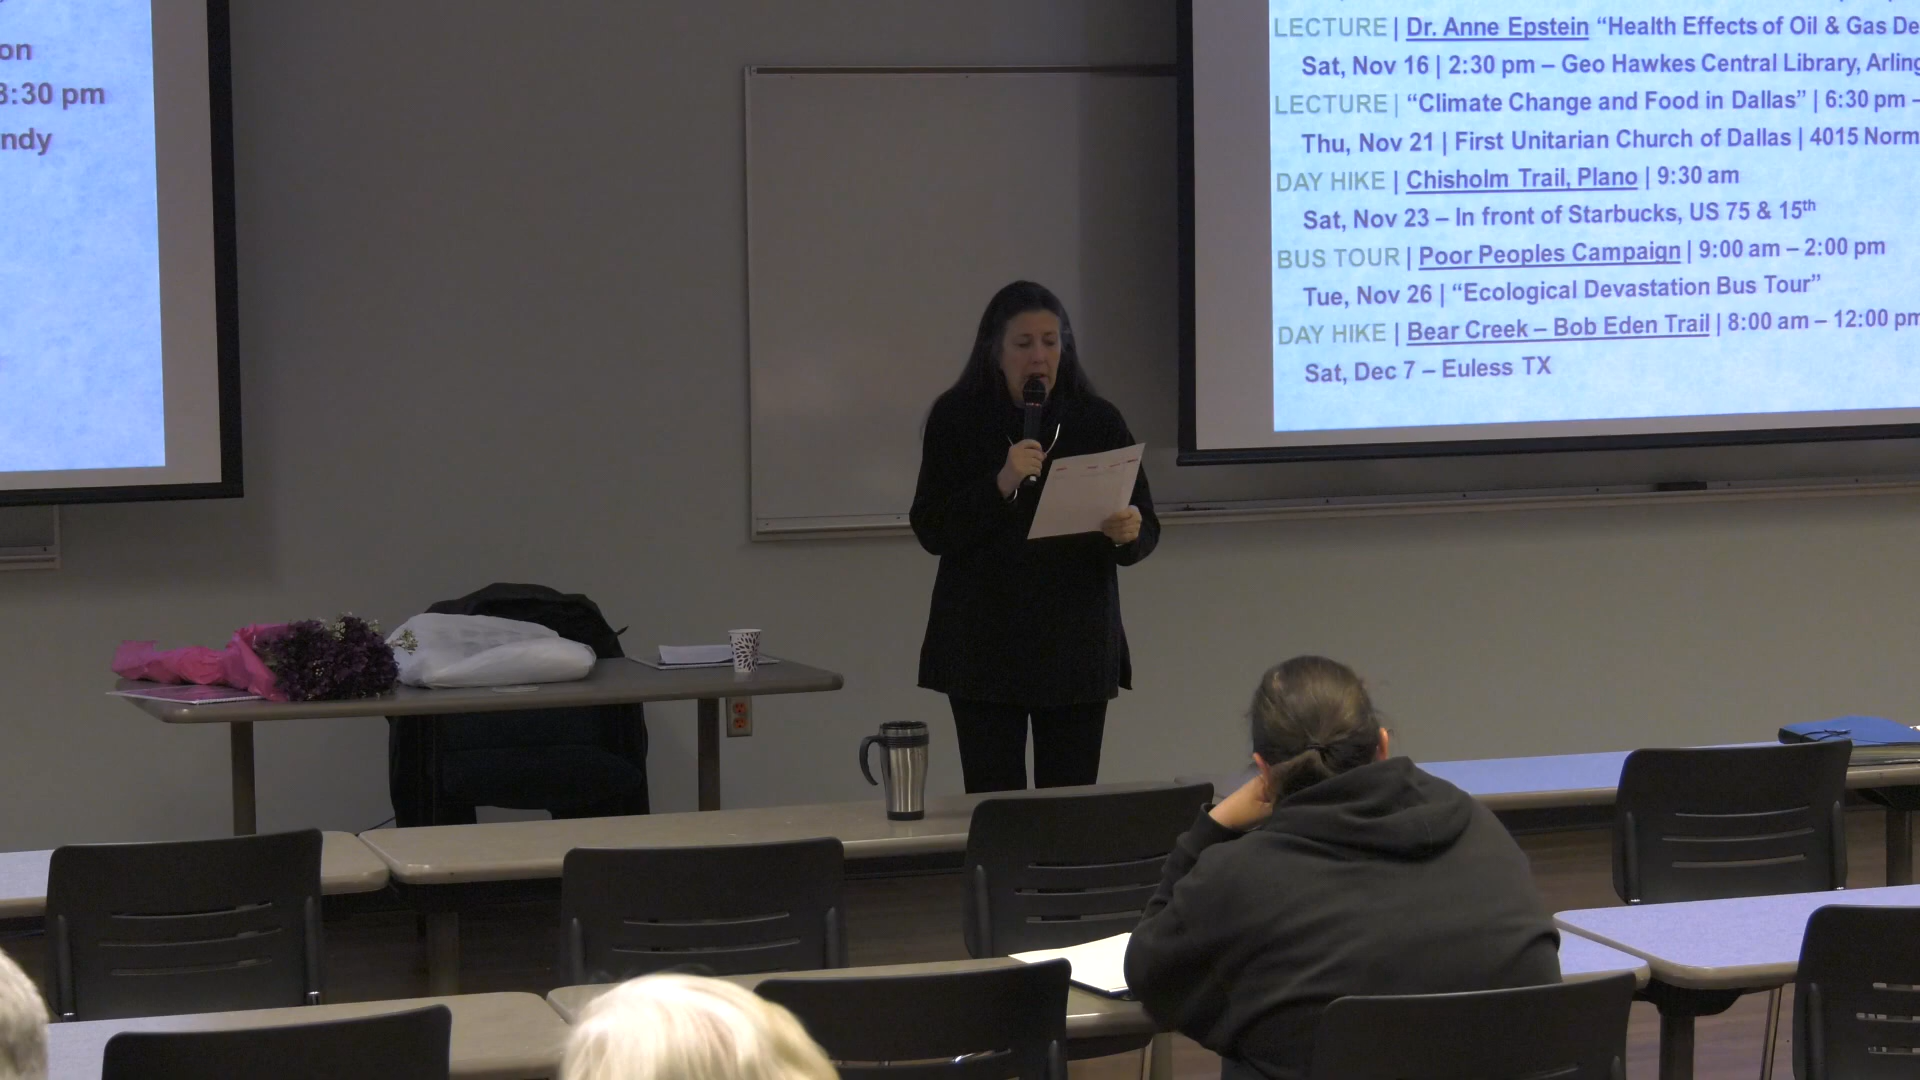 on
8:30 pm
ndy
LECTURE | Dr. Anne Epstein “Health Effects of Oil & Gas De
Sat, Nov 16 | 2:30 pm – Geo Hawkes Central Library, Arling
LECTURE | “Climate Change and Food in Dallas” | 6:30 pm –
Thu, Nov 21 | First Unitarian Church of Dallas | 4015 Norm
DAY HIKE | Chisholm Trail, Plano | 9:30 am
Sat, Nov 23 – In front of Starbucks, US 75 & 15th
BUS TOUR | Poor Peoples Campaign | 9:00 am – 2:00 pm
Tue, Nov 26 | “Ecological Devastation Bus Tour”
DAY HIKE | Bear Creek – Bob Eden Trail | 8:00 am – 12:00 pm
Sat, Dec 7 – Euless TX